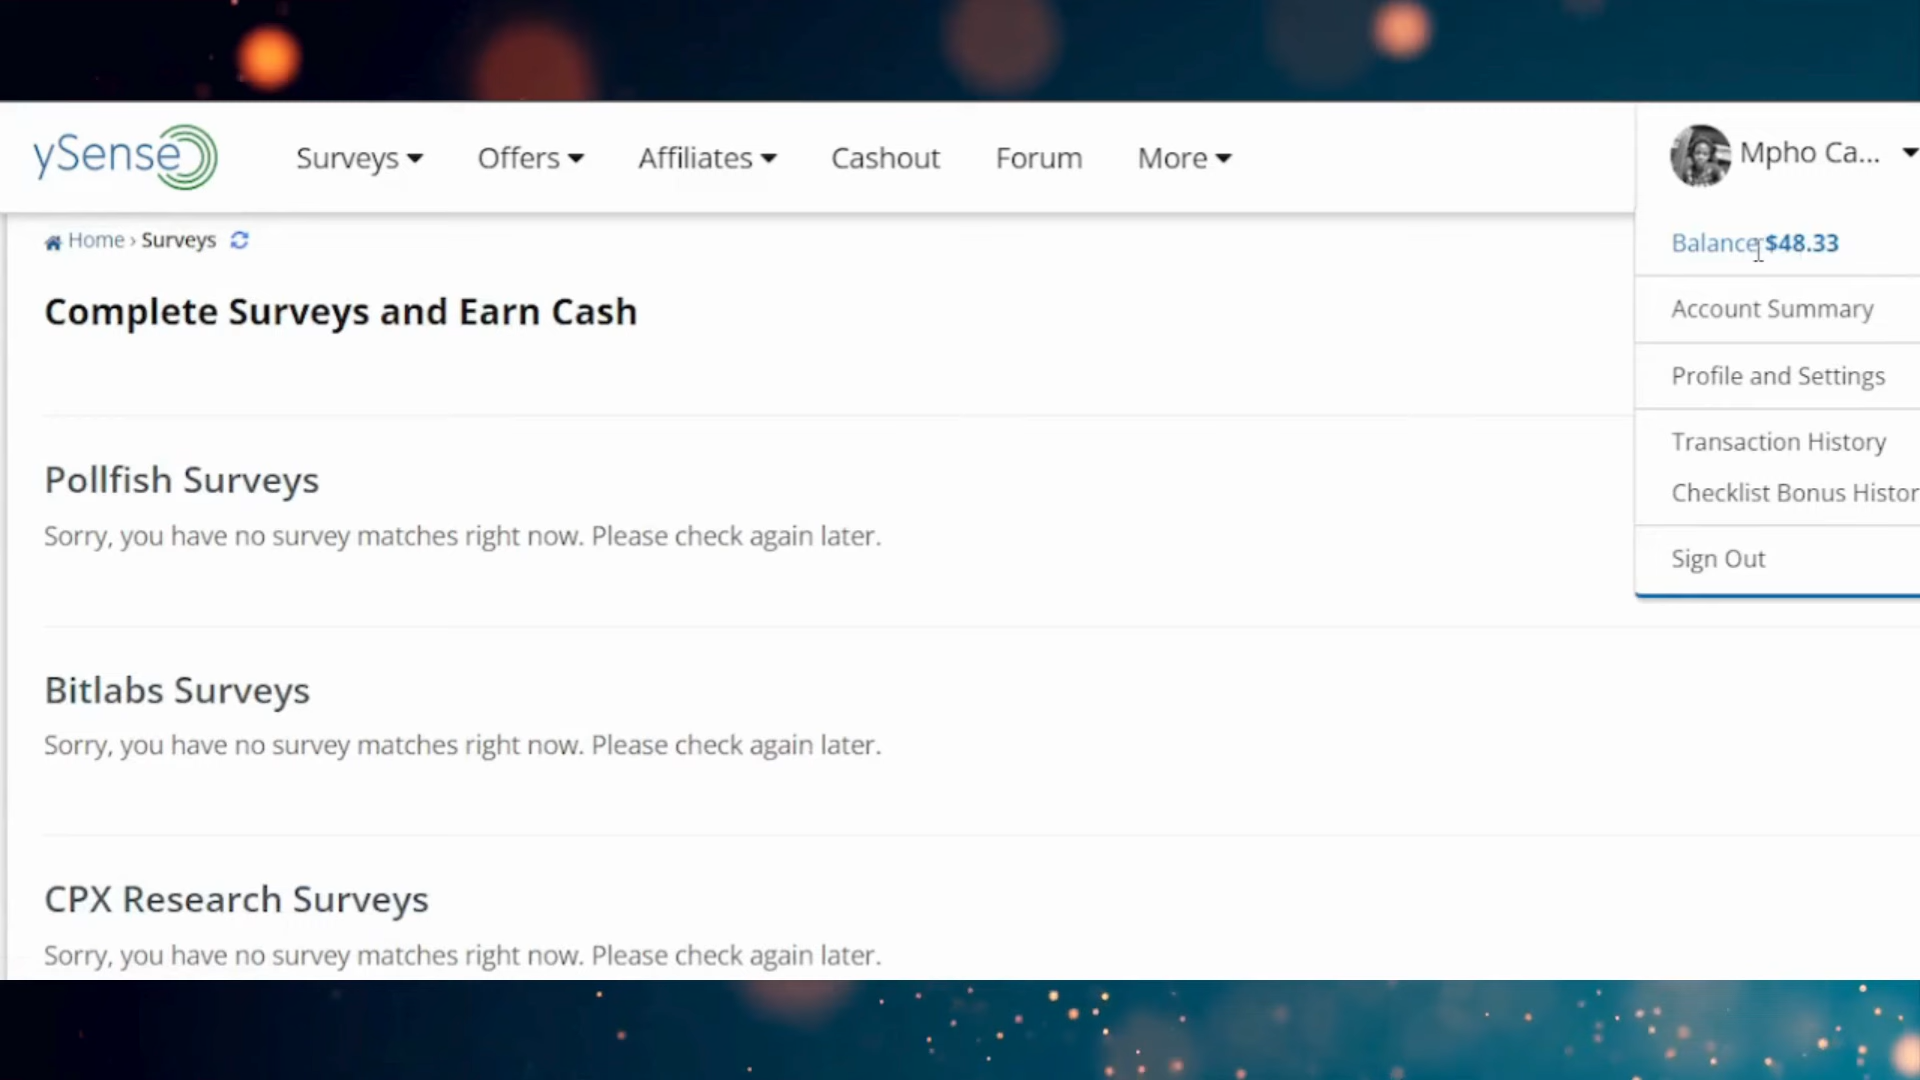 ySense
Surveys
Offers
Affiliates
Cashout
Forum
More
Mpho Ca...
Home › Surveys
Balance $48.33
Complete Surveys and Earn Cash
Account Summary
Profile and Settings
Transaction History
Checklist Bonus Histor
Sign Out
Pollfish Surveys
Sorry, you have no survey matches right now. Please check again later.
Bitlabs Surveys
Sorry, you have no survey matches right now. Please check again later.
CPX Research Surveys
Sorry, you have no survey matches right now. Please check again later.